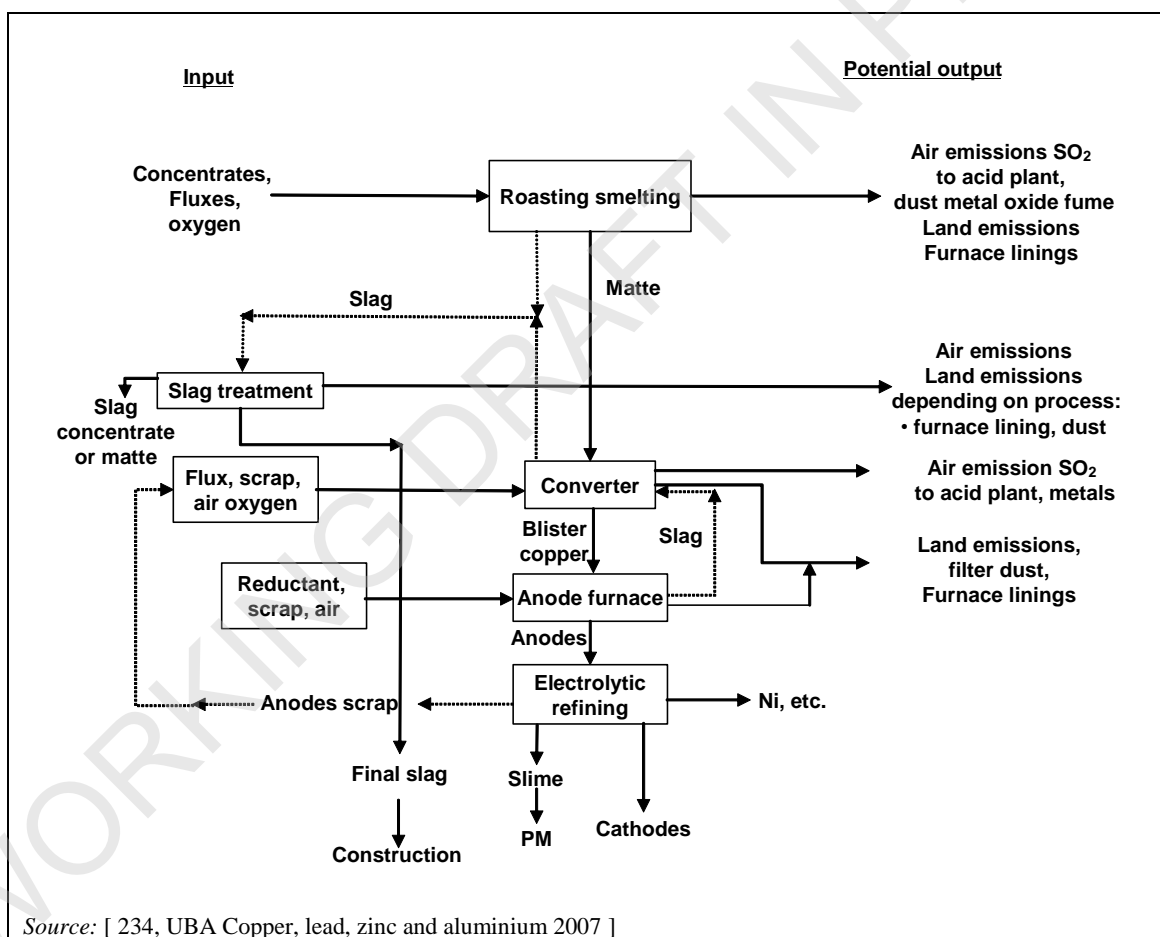 Input
Potential output
Concentrates,
Fluxes,
oxygen
Roasting smelting
Air emissions SO₂
to acid plant,
dust metal oxide fume
Land emissions
Furnace linings
Matte
Slag
Slag treatment
Air emissions
Land emissions
depending on process:
• furnace lining, dust
Slag
concentrate
or matte
Flux, scrap,
air oxygen
Converter
Air emission SO₂
to acid plant, metals
Blister
copper
Slag
Land emissions,
filter dust,
Furnace linings
Reductant,
scrap, air
Anode furnace
Anodes
Anodes scrap
Electrolytic
refining
Ni, etc.
Final slag
Slime
Cathodes
PM
Construction
Source: [ 234, UBA Copper, lead, zinc and aluminium 2007 ]
WORKING DRAFT IN